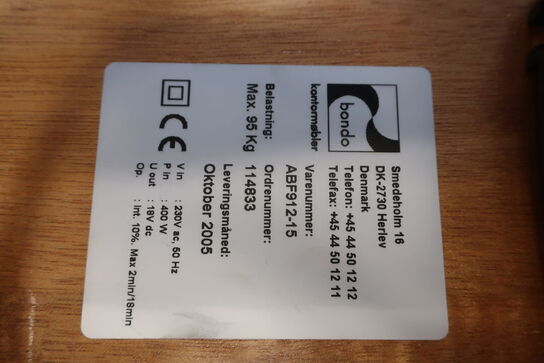 bondo
kontormøbler
Smedeholm 16
DK-2730 Herlev
Denmark
Telefon: +45 44 50 12 12
Telefax: +45 44 50 12 11
Varenummer:
ABF912-15
Belastning:
Max. 95 Kg
Ordrenummer:
114833
Leveringsmåned:
Oktober 2005
CE
V in : 230V ac, 50 Hz
P in : 400 W
U out : 18V dc
Op. : Int. 10%. Max 2min/18min